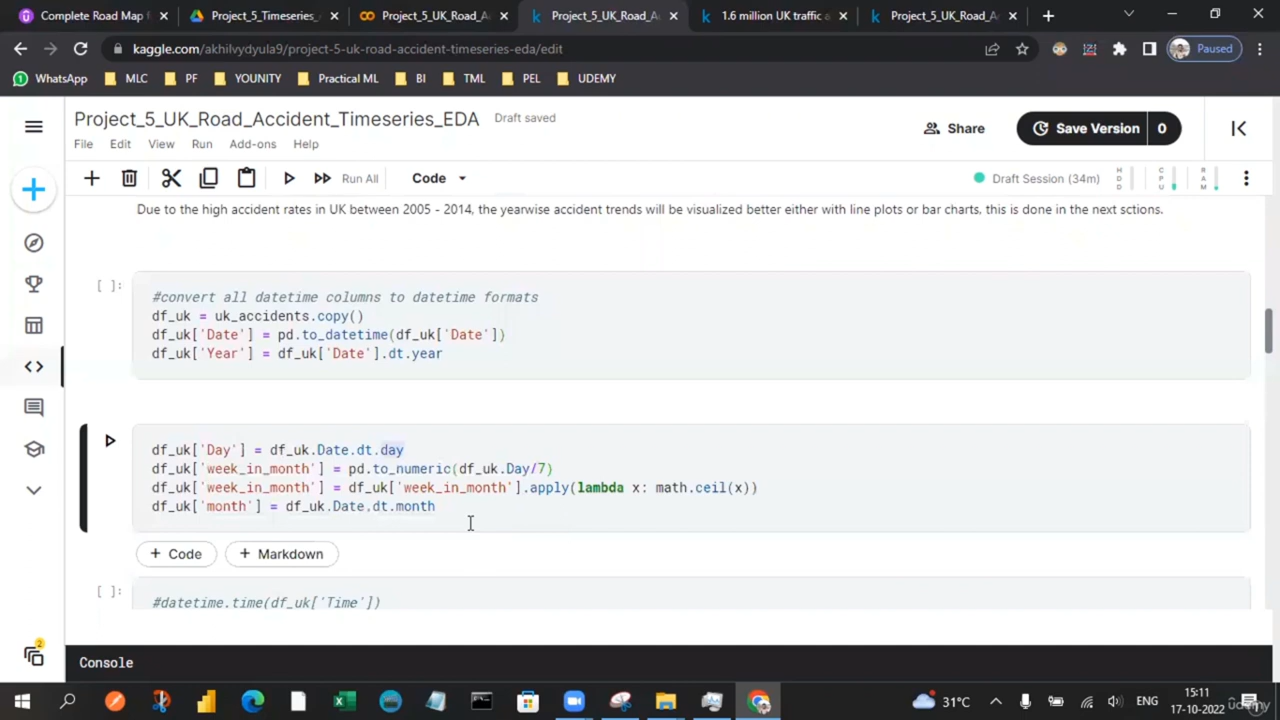 Complete Road Map
Project_5_Timeseries_
Project_5_UK_Road_A
Project_5_UK_Road_A
1.6 million UK traffic a
Project_5_UK_Road_A
kaggle.com/akhilvydyula9/project-5-uk-road-accident-timeseries-eda/edit
Paused
WhatsApp MLC PF YOUNITY Practical ML BI TML PEL UDEMY
Project_5_UK_Road_Accident_Timeseries_EDA Draft saved
Share
Save Version 0
File Edit View Run Add-ons Help
Run All Code
Draft Session (34m)
HDD
CPU
RAM
Due to the high accident rates in UK between 2005 - 2014, the yearwise accident trends will be visualized better either with line plots or bar charts, this is done in the next sctions.
[ ]:
#convert all datetime columns to datetime formats
df_uk = uk_accidents.copy()
df_uk['Date'] = pd.to_datetime(df_uk['Date'])
df_uk['Year'] = df_uk['Date'].dt.year
df_uk['Day'] = df_uk.Date.dt.day
df_uk['week_in_month'] = pd.to_numeric(df_uk.Day/7)
df_uk['week_in_month'] = df_uk['week_in_month'].apply(lambda x: math.ceil(x))
df_uk['month'] = df_uk.Date.dt.month
+ Code + Markdown
[ ]:
#datetime.time(df_uk['Time'])
2
Console
31°C
ENG
15:11
17-10-2022
udemy